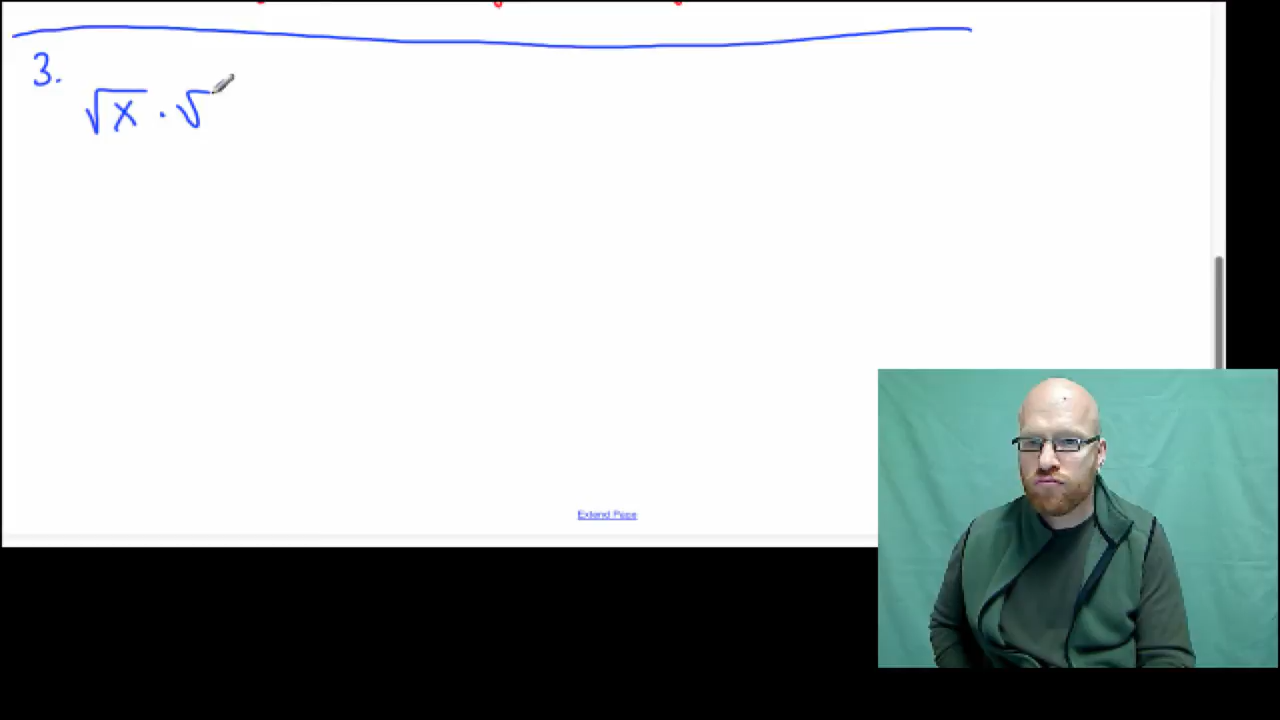 3.
√x · √
Extend Page